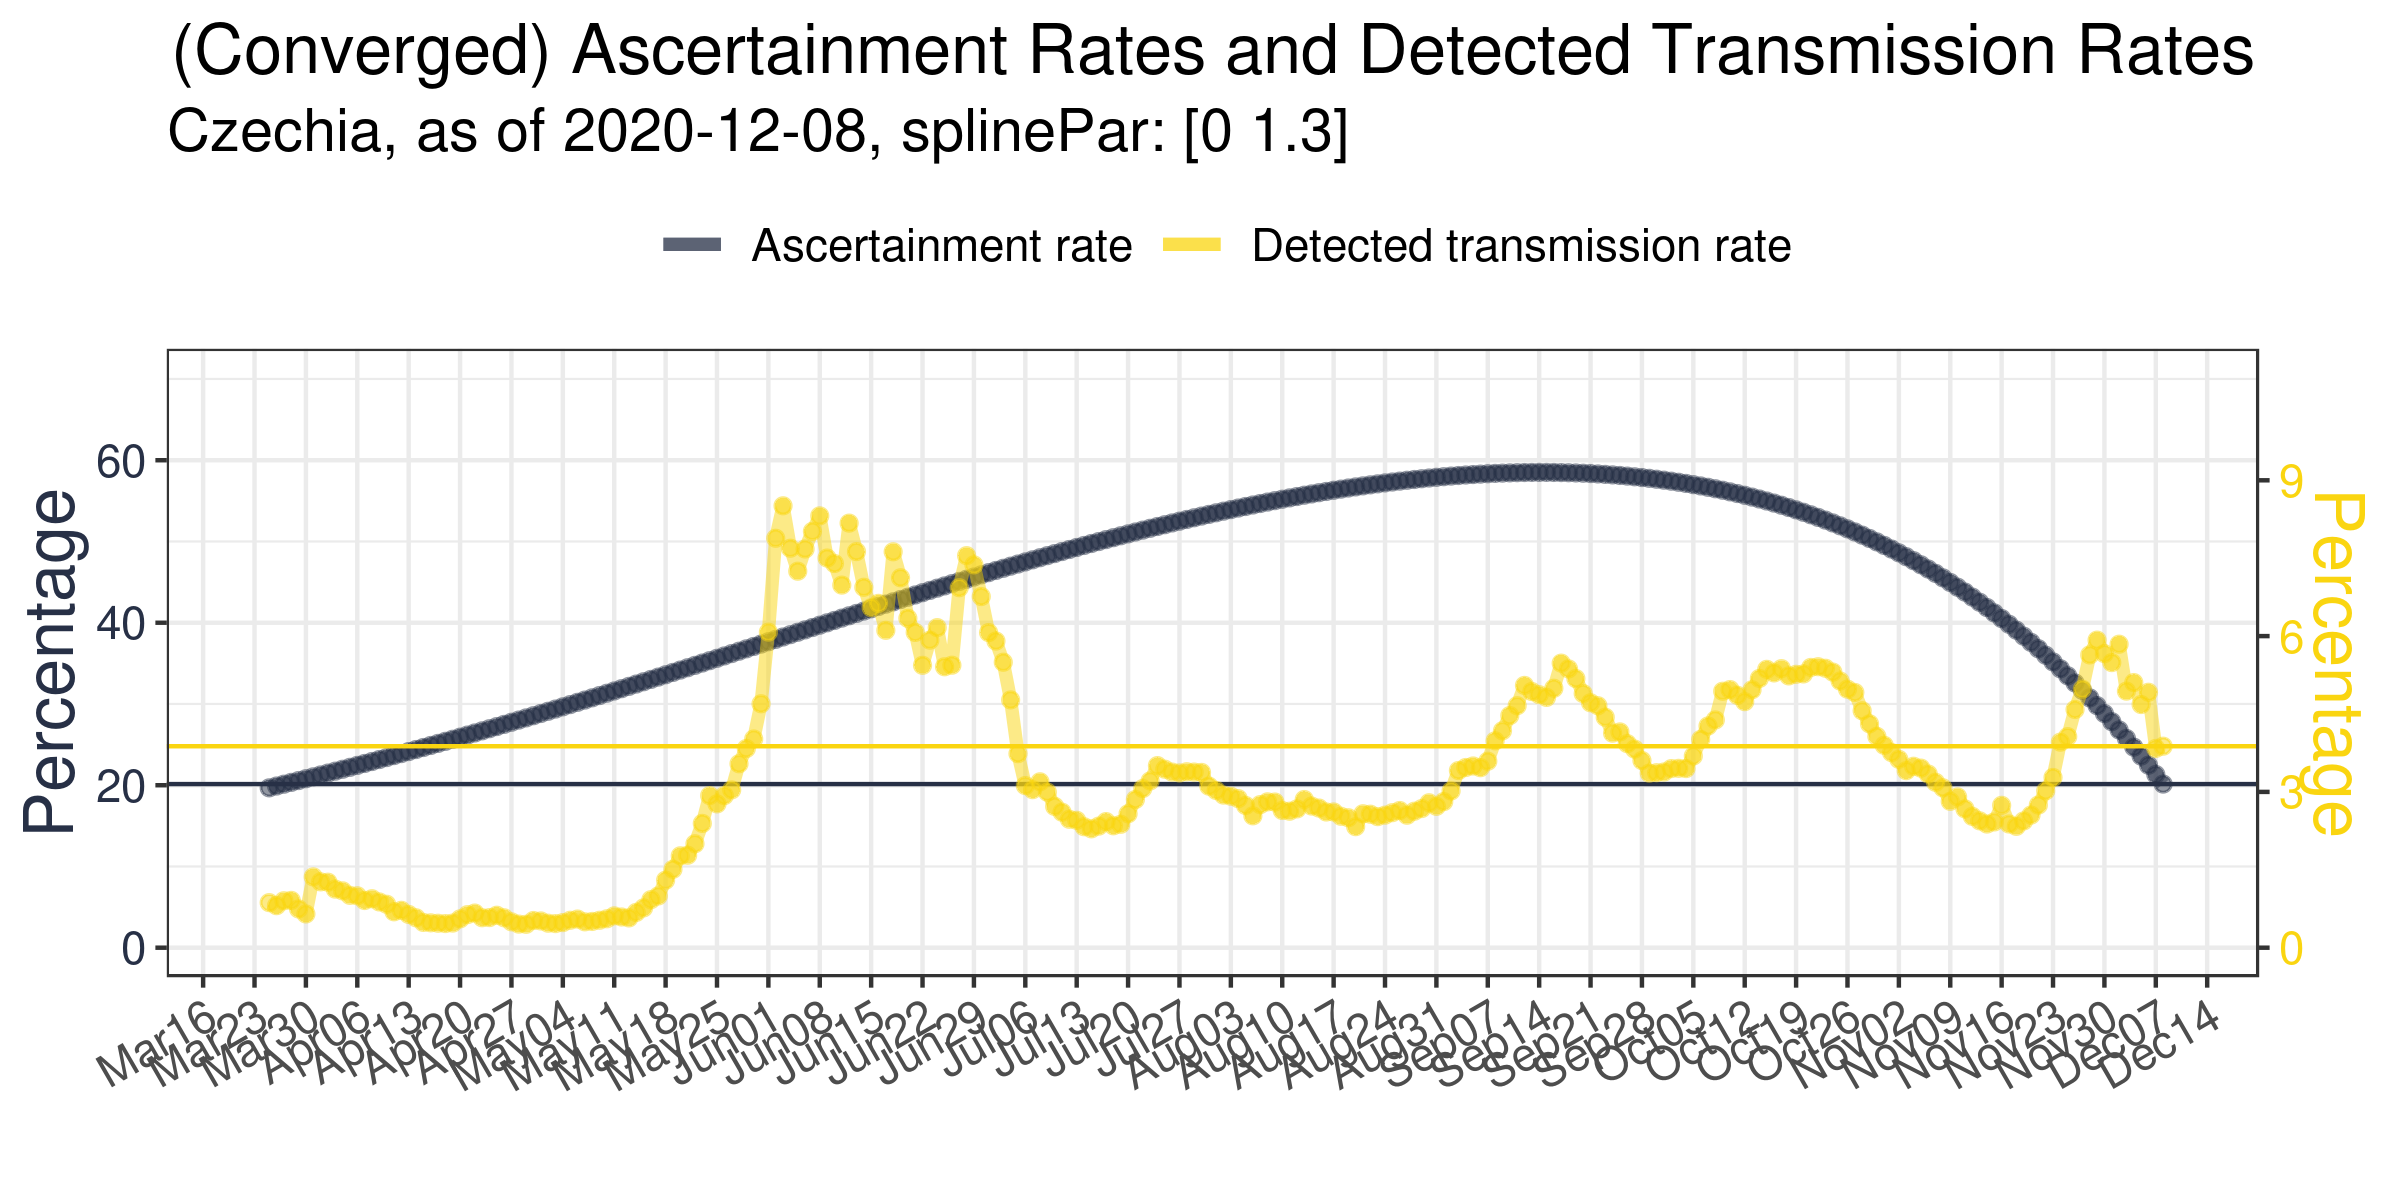 (Converged) Ascertainment Rates and Detected Transmission Rates
Czechia, as of 2020-12-08, splinePar: [0 1.3]
Ascertainment rate
Detected transmission rate
Percentage
60
40
20
0
9
6
3
0
Percentage
Mar16
Mar23
Mar30
Apr06
Apr13
Apr20
Apr27
May04
May11
May18
May25
Jun01
Jun08
Jun15
Jun22
Jun29
Jul06
Jul13
Jul20
Jul27
Aug03
Aug10
Aug17
Aug24
Aug31
Sep07
Sep14
Sep21
Sep28
Oct05
Oct12
Oct19
Oct26
Nov02
Nov09
Nov16
Nov23
Nov30
Dec07
Dec14